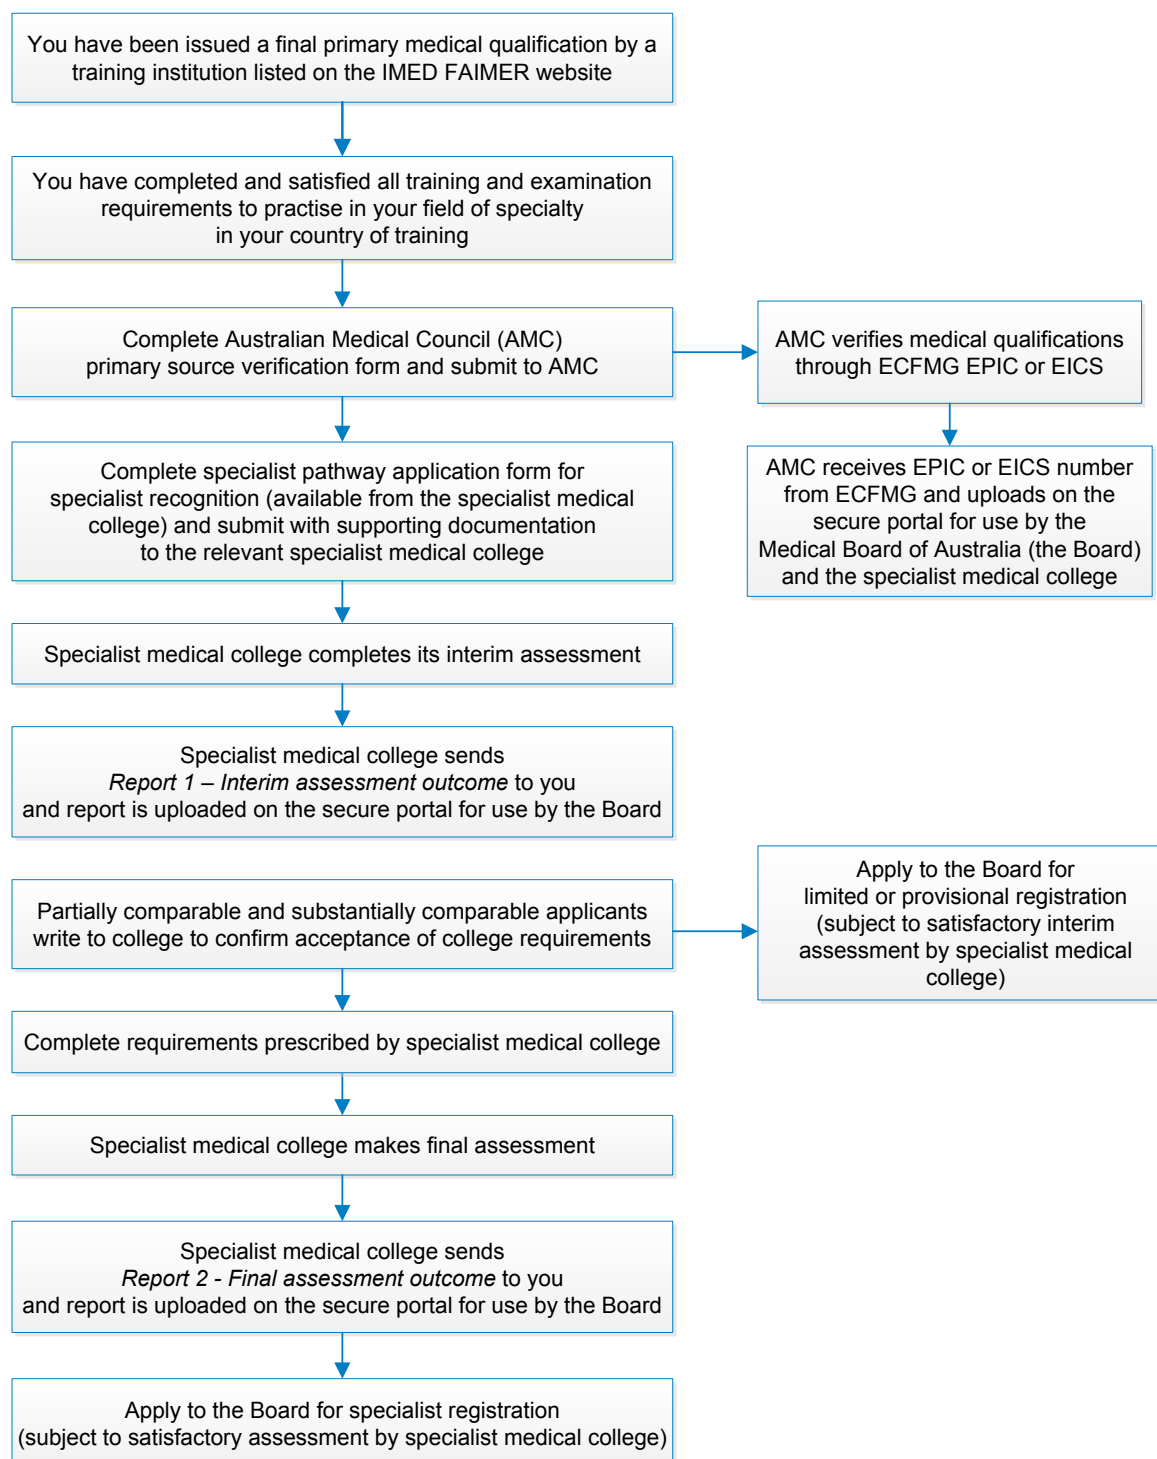 You have been issued a final primary medical qualification by a
training institution listed on the IMED FAIMER website
You have completed and satisfied all training and examination
requirements to practise in your field of specialty
in your country of training
Complete Australian Medical Council (AMC)
primary source verification form and submit to AMC
AMC verifies medical qualifications
through ECFMG EPIC or EICS
Complete specialist pathway application form for
specialist recognition (available from the specialist medical
college) and submit with supporting documentation
to the relevant specialist medical college
AMC receives EPIC or EICS number
from ECFMG and uploads on the
secure portal for use by the
Medical Board of Australia (the Board)
and the specialist medical college
Specialist medical college completes its interim assessment
Specialist medical college sends
Report 1 – Interim assessment outcome to you
and report is uploaded on the secure portal for use by the Board
Partially comparable and substantially comparable applicants
write to college to confirm acceptance of college requirements
Apply to the Board for
limited or provisional registration
(subject to satisfactory interim
assessment by specialist medical
college)
Complete requirements prescribed by specialist medical college
Specialist medical college makes final assessment
Specialist medical college sends
Report 2 - Final assessment outcome to you
and report is uploaded on the secure portal for use by the Board
Apply to the Board for specialist registration
(subject to satisfactory assessment by specialist medical college)